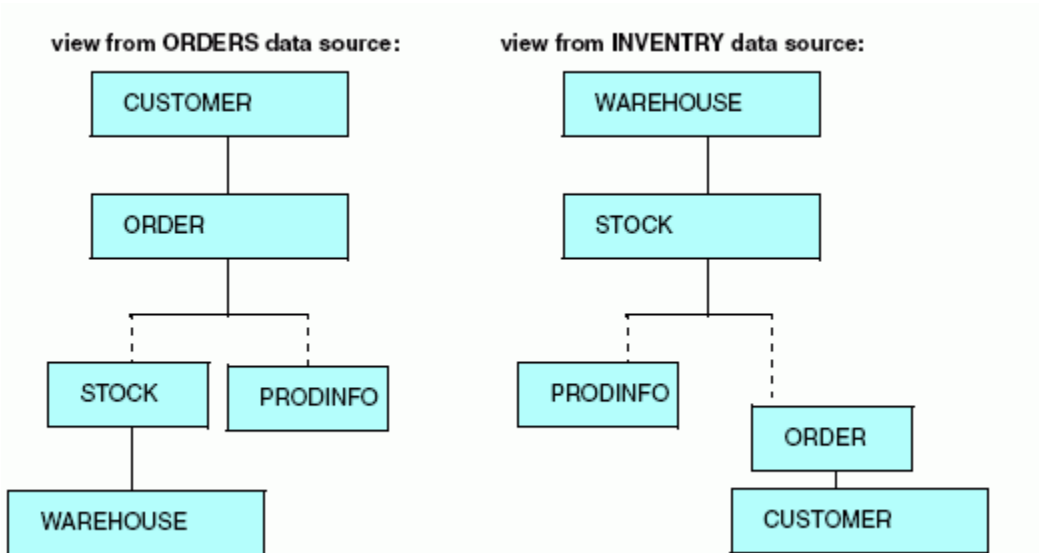 view from ORDERS data source:
CUSTOMER
ORDER
STOCK
PRODINFO
WAREHOUSE
view from INVENTRY data source:
WAREHOUSE
STOCK
PRODINFO
ORDER
CUSTOMER